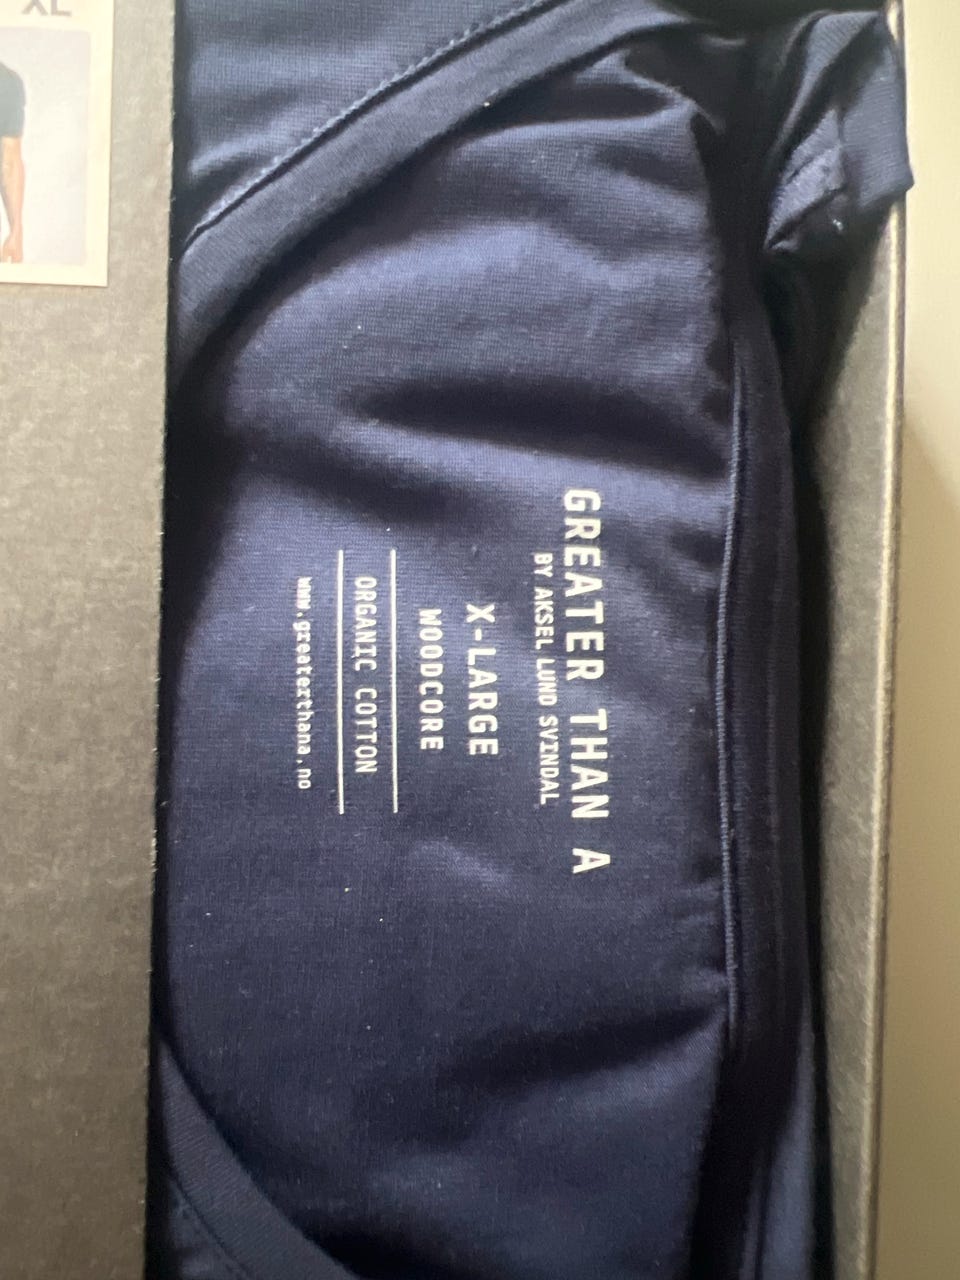 XL
GREATER THAN A
BY AKSEL LUND SVINDAL
X-LARGE
WOODCORE
ORGANIC COTTON
www.greaterthana.no